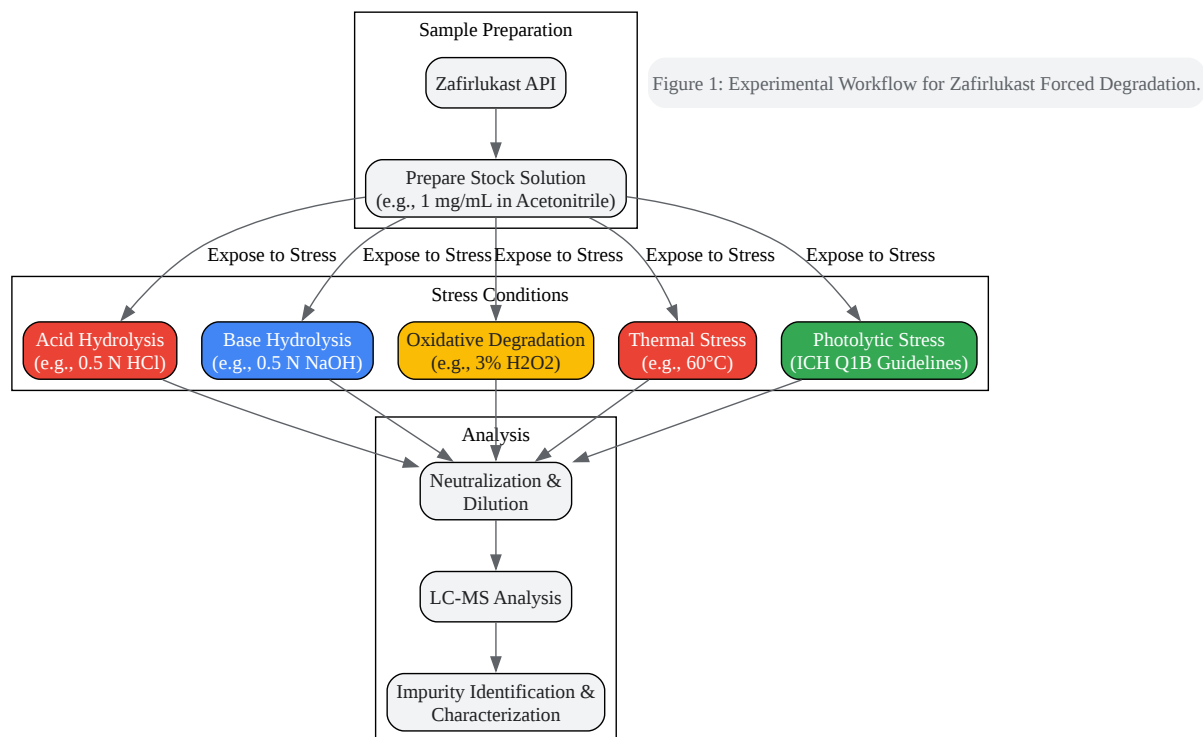 Sample Preparation
Zafirlukast API
Figure 1: Experimental Workflow for Zafirlukast Forced Degradation.
Prepare Stock Solution
(e.g., 1 mg/mL in Acetonitrile)
Expose to Stress
Expose to Stress
Expose to Stress
Expose to Stress
Expose to Stress
Stress Conditions
Acid Hydrolysis
(e.g., 0.5 N HCl)
Base Hydrolysis
(e.g., 0.5 N NaOH)
Oxidative Degradation
(e.g., 3% H2O2)
Thermal Stress
(e.g., 60°C)
Photolytic Stress
(ICH Q1B Guidelines)
Analysis
Neutralization &
Dilution
LC-MS Analysis
Impurity Identification &
Characterization